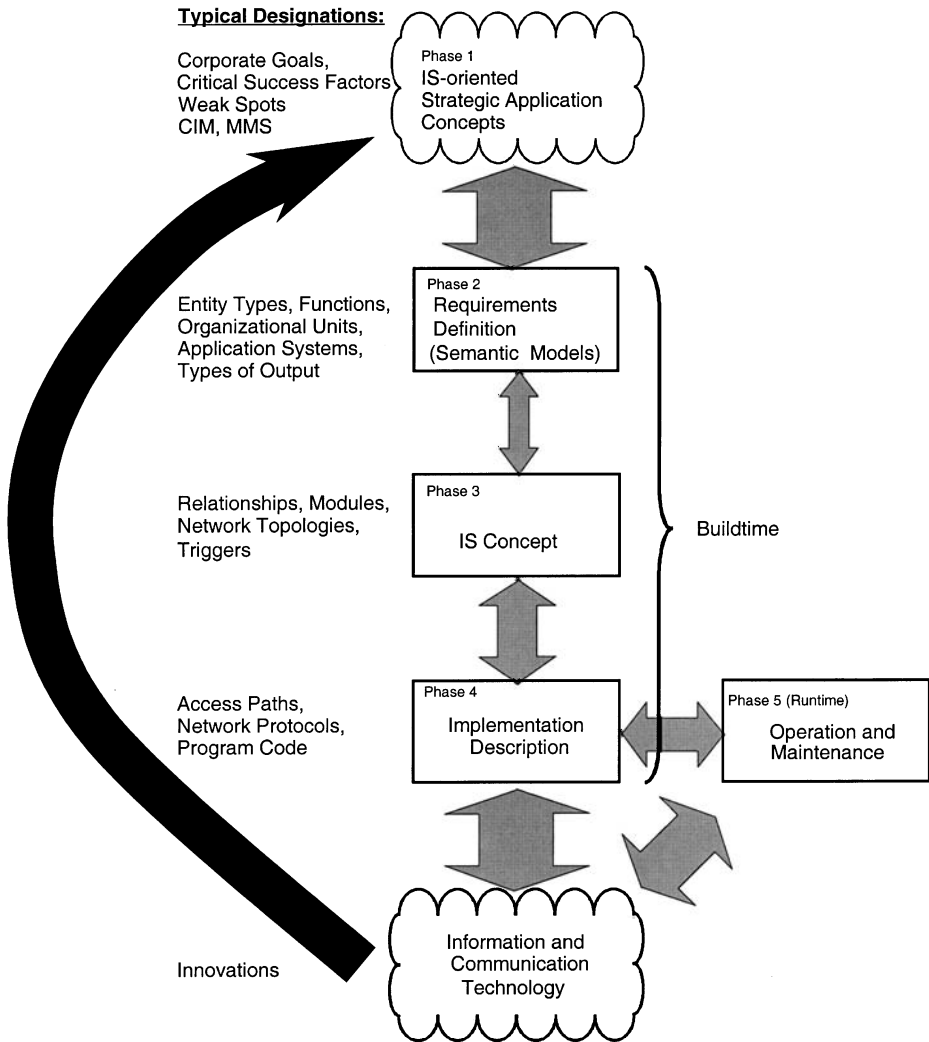 Typical Designations:
Corporate Goals,
Critical Success Factors
Weak Spots
CIM, MMS
Phase 1
IS-oriented
Strategic Application
Concepts
Entity Types, Functions,
Organizational Units,
Application Systems,
Types of Output
Phase 2
Requirements
Definition
(Semantic Models)
Relationships, Modules,
Network Topologies,
Triggers
Phase 3
IS Concept
Buildtime
Access Paths,
Network Protocols,
Program Code
Phase 4
Implementation
Description
Phase 5 (Runtime)
Operation and
Maintenance
Innovations
Information and
Communication
Technology